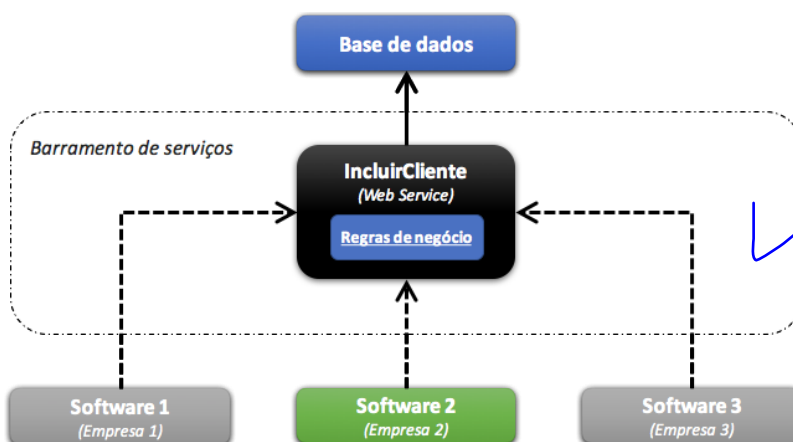 Base de dados
Barramento de serviços
IncluirCliente
(Web Service)
Regras de negócio
Software 1
(Empresa 1)
Software 2
(Empresa 2)
Software 3
(Empresa 3)